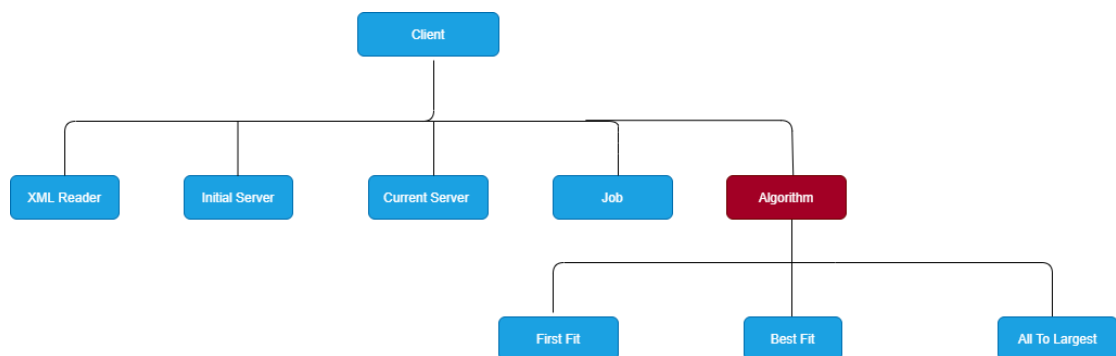 Client
XML Reader
Initial Server
Current Server
Job
Algorithm
First Fit
Best Fit
All To Largest